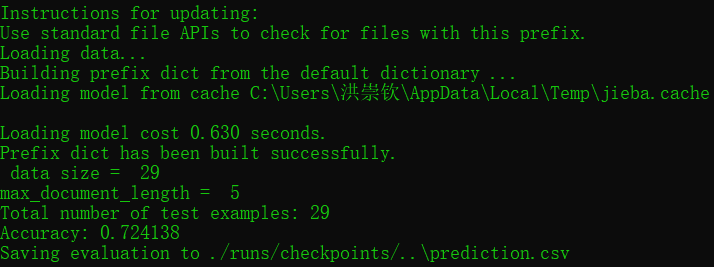 Instructions for updating:
Use standard file APIs to check for files with this prefix.
Loading data...
Building prefix dict from the default dictionary ...
Loading model from cache C:\Users\洪崇钦\AppData\Local\Temp\jieba.cache
Loading model cost 0.630 seconds.
Prefix dict has been built successfully.
 data size =  29
max_document_length =  5
Total number of test examples: 29
Accuracy: 0.724138
Saving evaluation to ./runs/checkpoints/..\prediction.csv